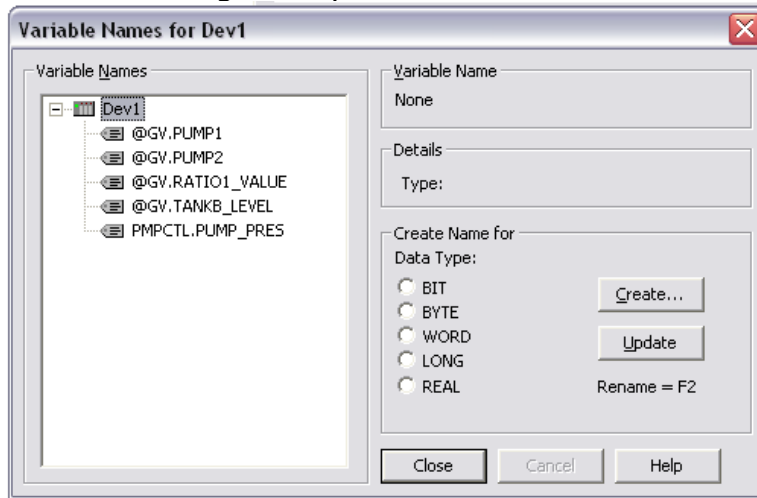 Variable Names for Dev1
Variable Names
Dev1
@GV.PUMP1
@GV.PUMP2
@GV.RATIO1_VALUE
@GV.TANKB_LEVEL
PMPCTL.PUMP_PRES
Variable Name
None
Details
Type:
Create Name for
Data Type:
BIT
BYTE
WORD
LONG
REAL
Create...
Update
Rename = F2
Close
Cancel
Help